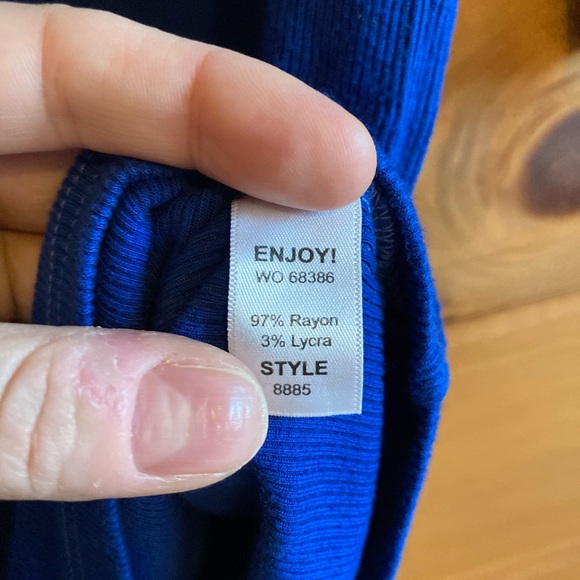 ENJOY!
WO 68386
97% Rayon
3% Lycra
STYLE
8885